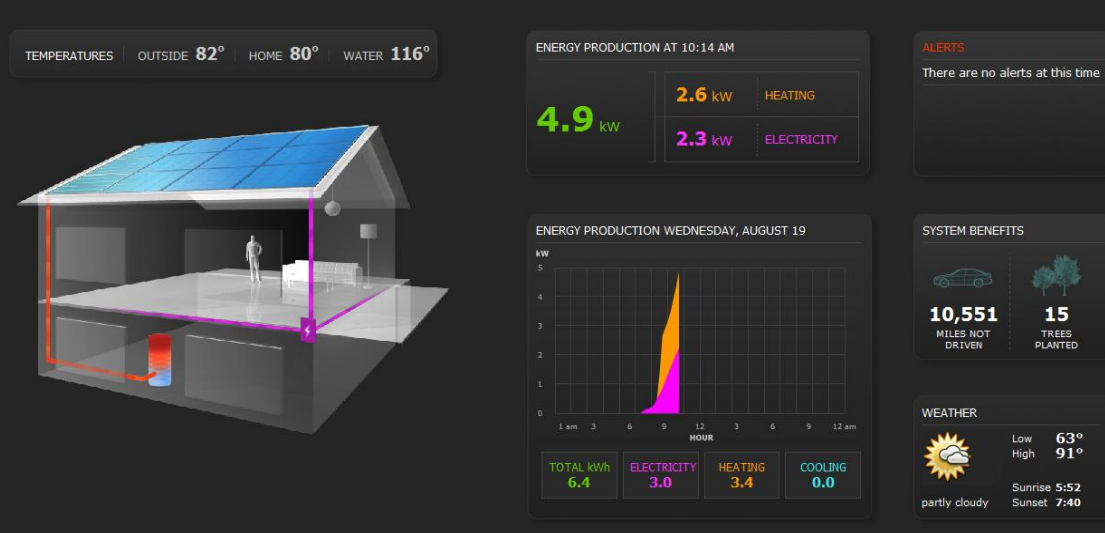 TEMPERATURES OUTSIDE 82° HOME 80° WATER 116°
ENERGY PRODUCTION AT 10:14 AM
4.9 kW
2.6 kW HEATING
2.3 kW ELECTRICITY
ALERTS
There are no alerts at this time
ENERGY PRODUCTION WEDNESDAY, AUGUST 19
kW
5
4
3
2
1
0
1 am 3 6 9 12 3 6 9 12 am
HOUR
TOTAL kWh ELECTRICITY HEATING COOLING
6.4 3.0 3.4 0.0
SYSTEM BENEFITS
10,551 15
MILES NOT TREES
DRIVEN PLANTED
WEATHER
Low 63°
High 91°
Sunrise 5:52
partly cloudy Sunset 7:40